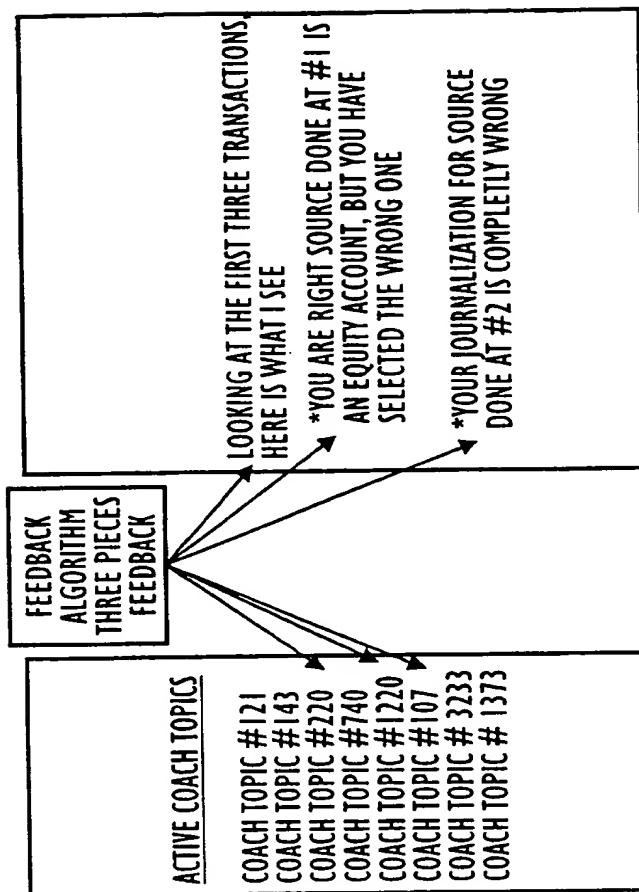 ACTIVE COACH TOPICS
COACH TOPIC #121
COACH TOPIC #143
COACH TOPIC #220
COACH TOPIC #740
COACH TOPIC #1220
COACH TOPIC #107
COACH TOPIC # 3233
COACH TOPIC # 1373
FEEDBACK
ALGORITHM
THREE PIECES
FEEDBACK
LOOKING AT THE FIRST THREE TRANSACTIONS,
HERE IS WHAT I SEE
*YOU ARE RIGHT SOURCE DONE AT #1 IS
AN EQUITY ACCOUNT, BUT YOU HAVE
SELECTED THE WRONG ONE
*YOUR JOURNALIZATION FOR SOURCE
DONE AT #2 IS COMPLETLY WRONG